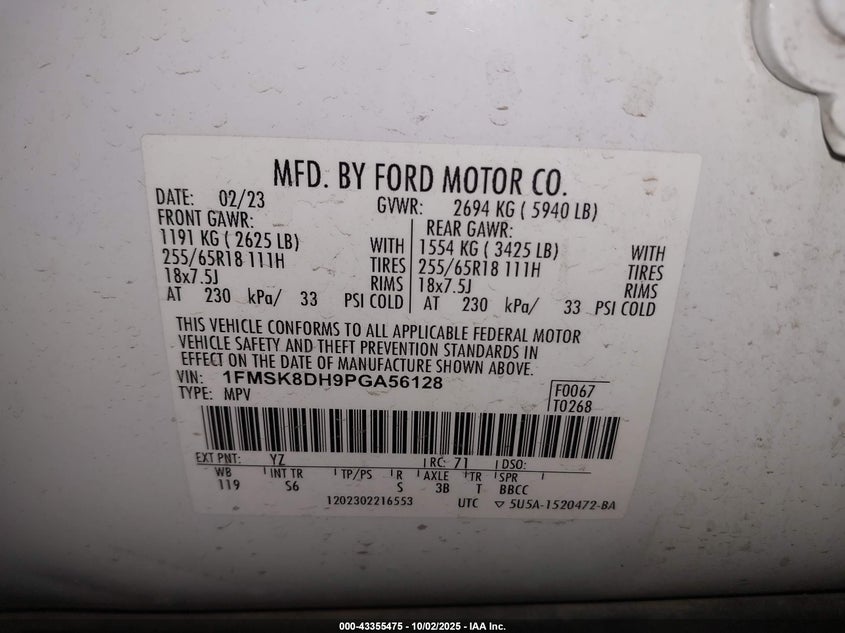 MFD. BY FORD MOTOR CO.
DATE: 02/23 GVWR: 2694 KG ( 5940 LB)
FRONT GAWR: REAR GAWR:
1191 KG ( 2625 LB) WITH 1554 KG ( 3425 LB) WITH
255/65R18 111H TIRES 255/65R18 111H TIRES
18x7.5J RIMS 18x7.5J RIMS
AT 230 kPa/ 33 PSI COLD AT 230 kPa/ 33 PSI COLD
THIS VEHICLE CONFORMS TO ALL APPLICABLE FEDERAL MOTOR
VEHICLE SAFETY AND THEFT PREVENTION STANDARDS IN
EFFECT ON THE DATE OF MANUFACTURE SHOWN ABOVE.
VIN: 1FMSK8DH9PGA56128
TYPE: MPV
F0067
T0268
EXT PNT: YZ RC: 71 DSO:
WB INT TR TP/PS R AXLE TR SPR
119 S6 S 3B T BBCC
1202302216553 UTC ▽ 5U5A-1520472-BA
000-43355475 - 10/02/2025 - IAA Inc.